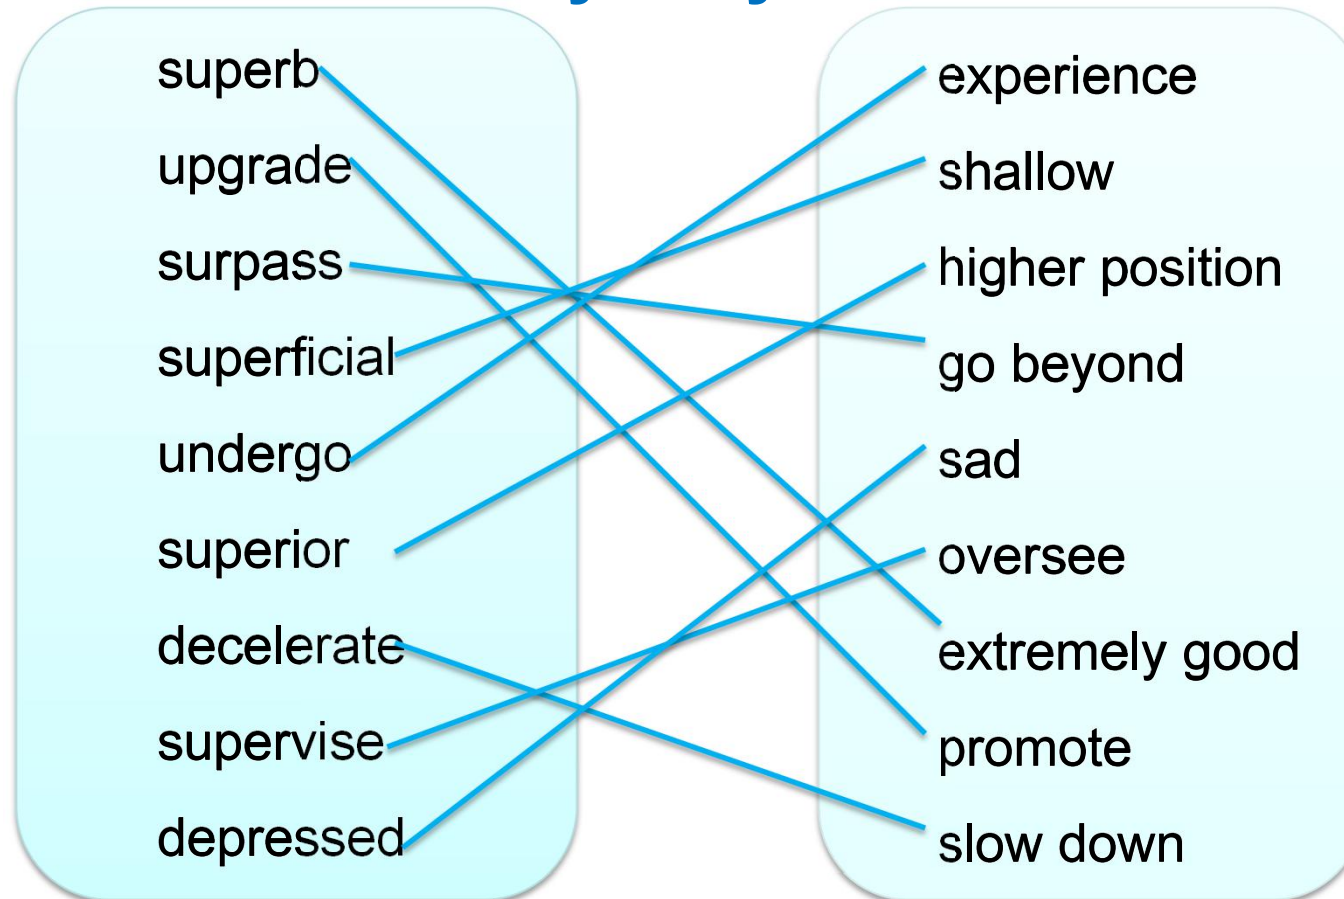 superb
upgrade
surpass
superficial
undergo
superior
decelerate
supervise
depressed
experience
shallow
higher position
go beyond
sad
oversee
extremely good
promote
slow down